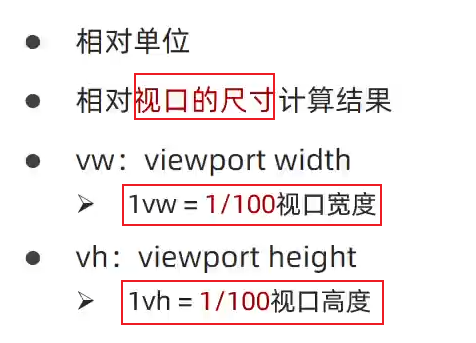 相对单位
相对视口的尺寸计算结果
vw：viewport width
1vw = 1/100视口宽度
vh：viewport height
1vh = 1/100视口高度